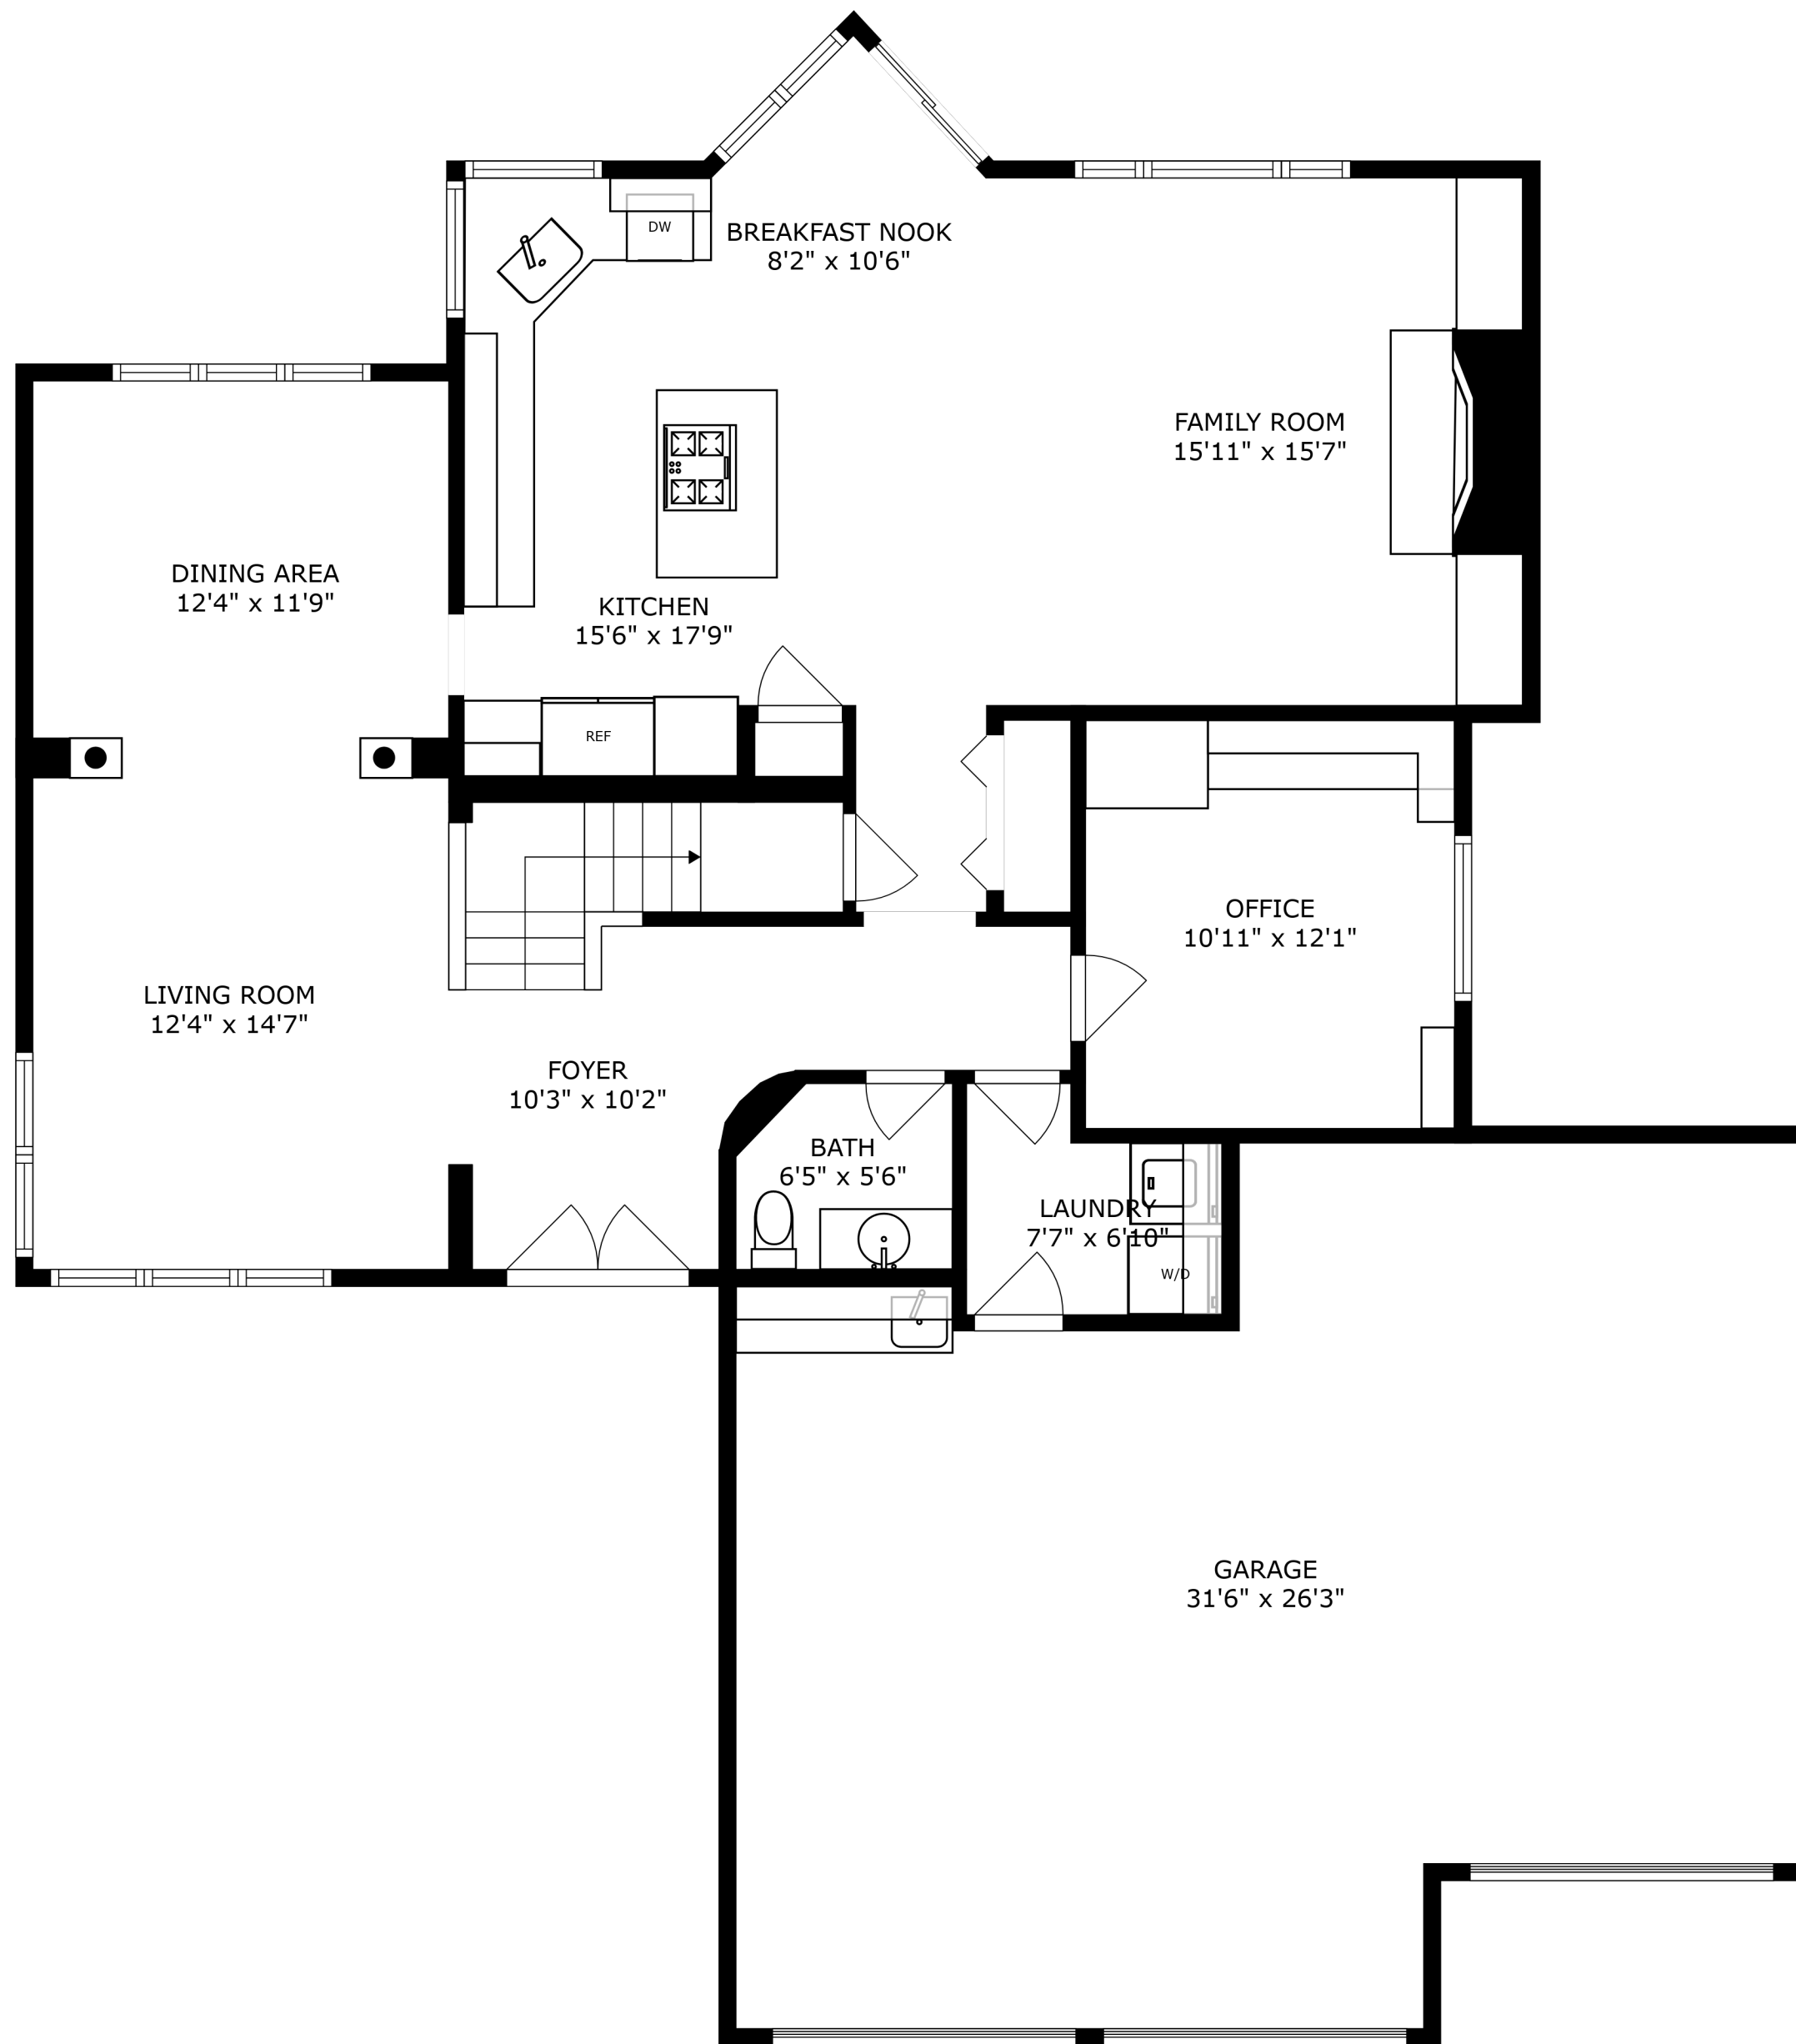 DW
BREAKFAST NOOK
8'2" x 10'6"
FAMILY ROOM
15'11" x 15'7"
DINING AREA
12'4" x 11'9"
KITCHEN
15'6" x 17'9"
REF
OFFICE
10'11" x 12'1"
LIVING ROOM
12'4" x 14'7"
FOYER
10'3" x 10'2"
BATH
6'5" x 5'6"
LAUNDRY
7'7" x 6'10"
W/D
GARAGE
31'6" x 26'3"